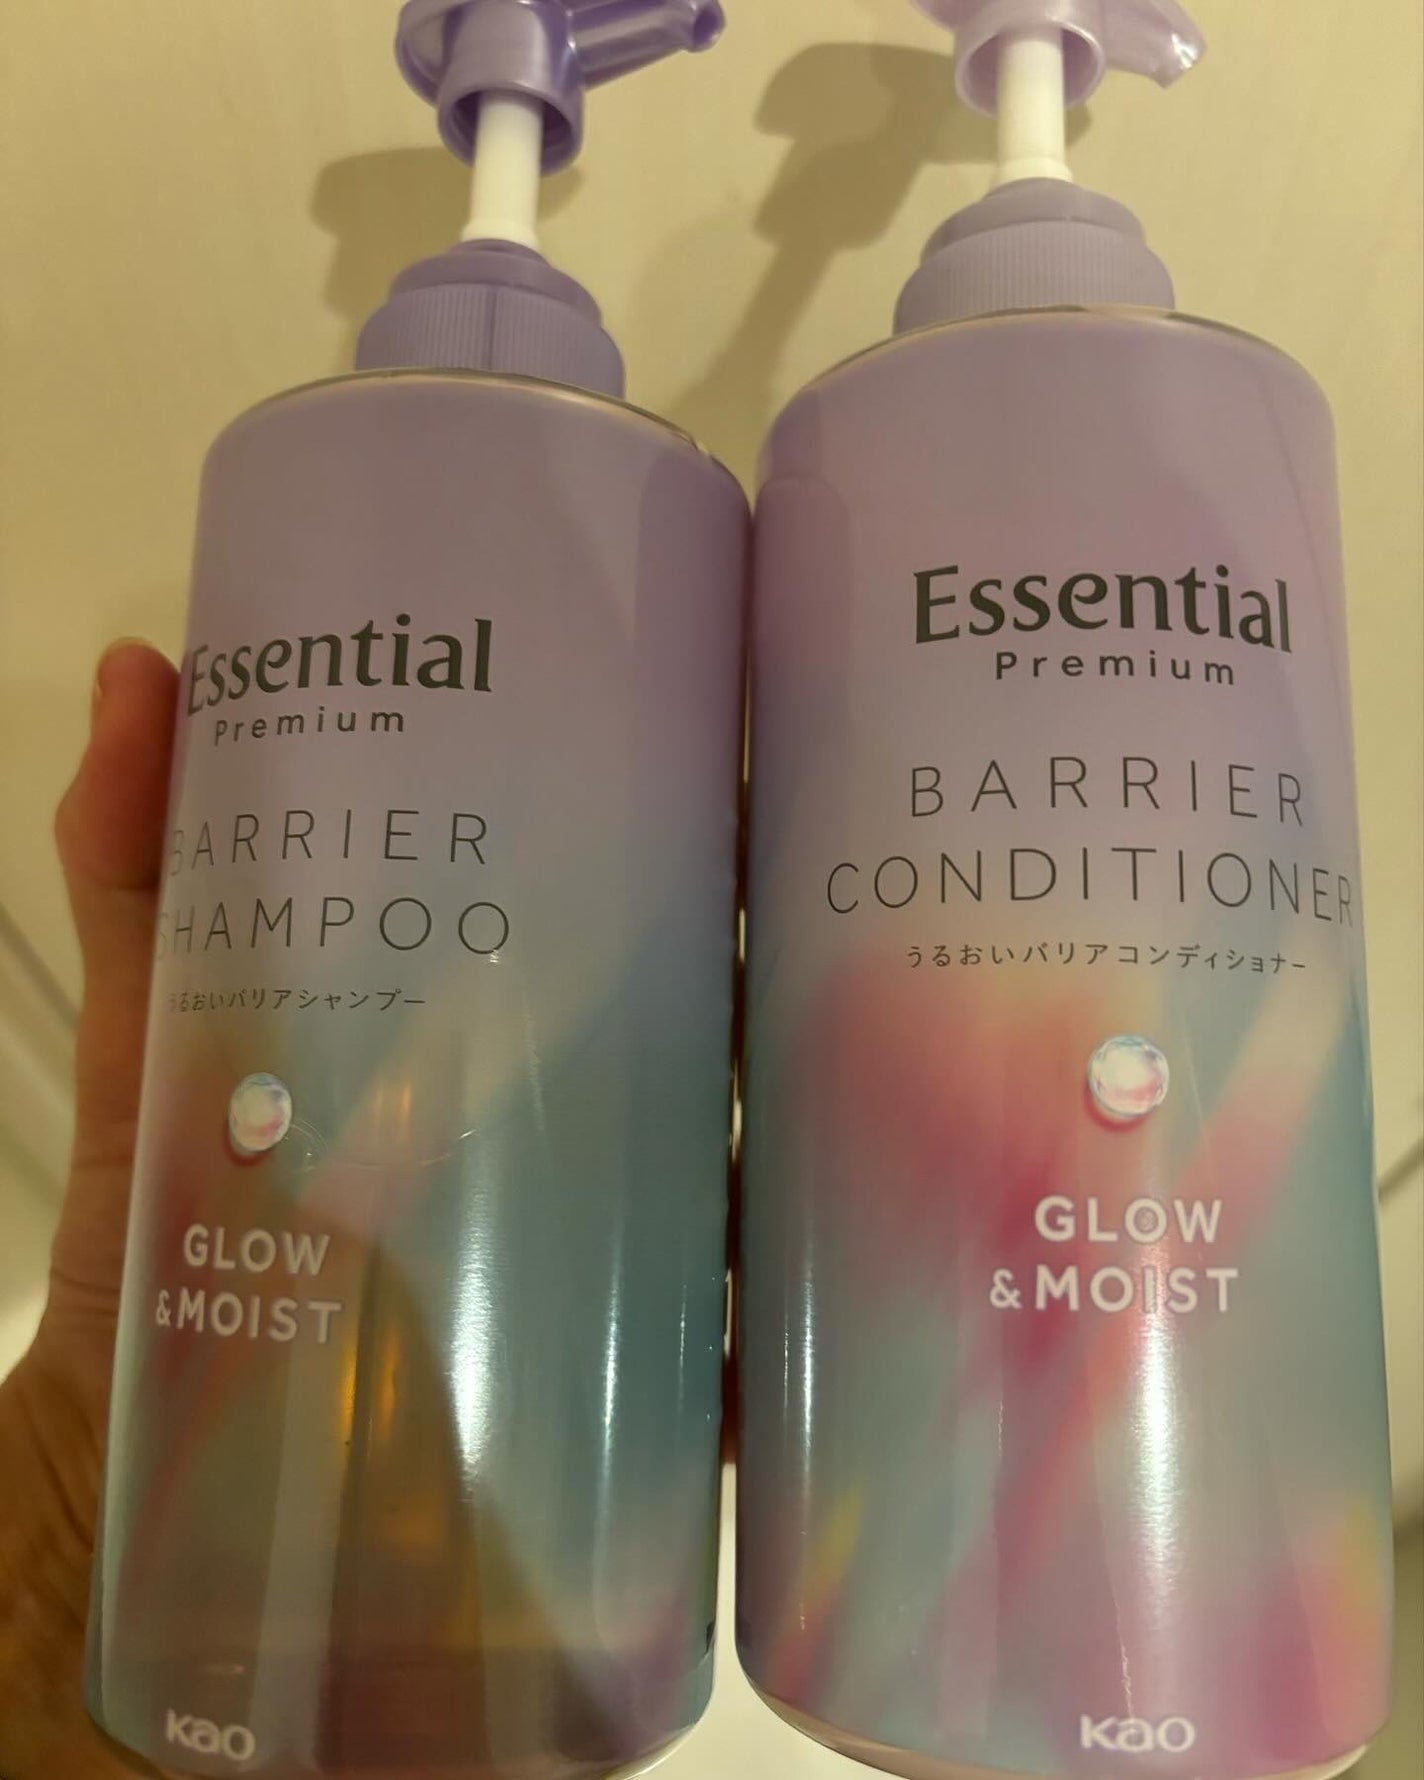 Essential
Premium
BARRIER
SHAMPOO
うるおいバリアシャンプー
GLOW
&MOIST
Kao
Essential
Premium
BARRIER
CONDITIONER
うるおいバリアコンディショナー
GLOW
&MOIST
Kao